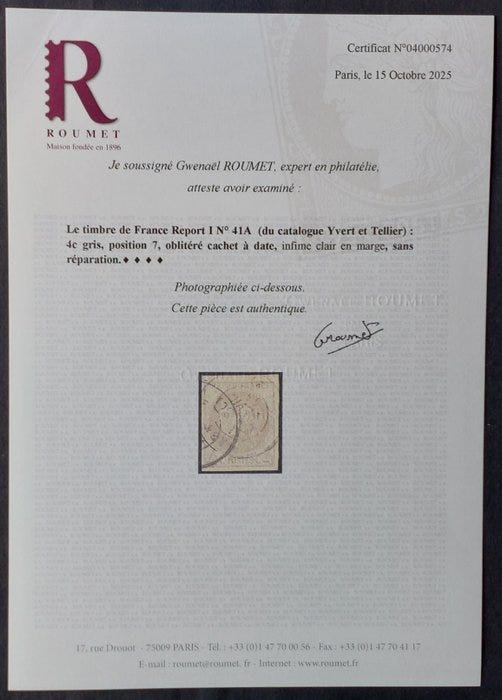 R
ROUMET
Maison fondée en 1896
Certificat N°04000574
Paris, le 15 Octobre 2025
Je soussigné Gwenaël ROUMET, expert en philatélie,
atteste avoir examiné :
Le timbre de France Report I N° 41A (du catalogue Yvert et Tellier) :
4c gris, position 7, oblitéré cachet à date, infime clair en marge, sans
réparation.♦ ♦ ♦ ♦
Photographiée ci-dessous.
Cette pièce est authentique.
Groumet
17, rue Drouot - 75009 PARIS - Tél. : +33 (0)1 47 70 00 56 - Fax : +33 (0)1 47 70 41 17
E-mail : roumet@roumet. fr - Internet : www.roumet.fr